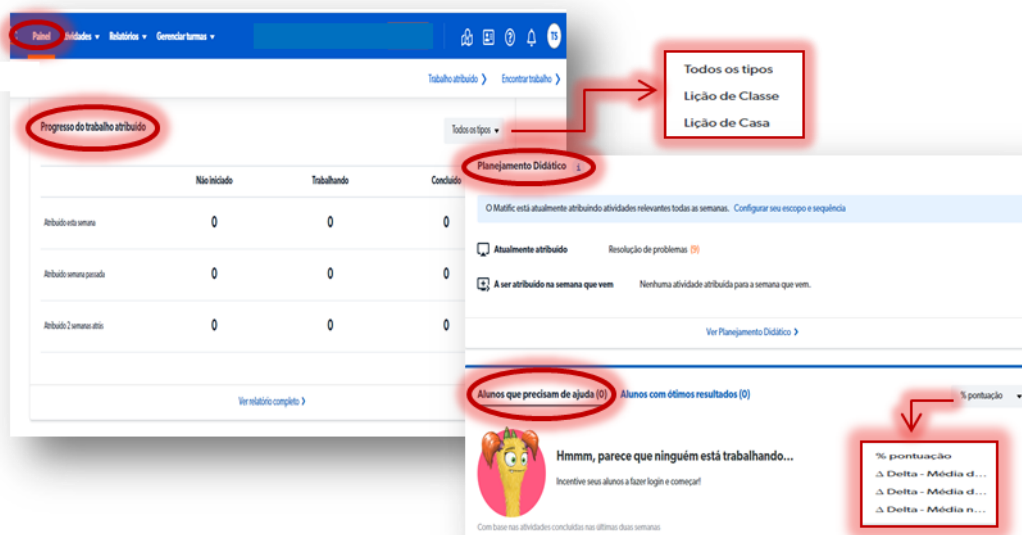 Painel Atividades Relatórios Gerenciar turmas TS
Trabalho atribuído Encontrar trabalho
Todos os tipos
Lição de Classe
Lição de Casa
Progresso do trabalho atribuído Todos os tipos
Não iniciado Trabalhando Concluído
Atribuído esta semana 0 0 0
Atribuído semana passada 0 0 0
Atribuído 2 semanas atrás 0 0 0
Ver relatório completo
Planejamento Didático i
O Matific está atualmente atribuindo atividades relevantes todas as semanas. Configurar seu escopo e sequência
Atualmente atribuído Resolução de problemas (9)
A ser atribuído na semana que vem Nenhuma atividade atribuída para a semana que vem.
Ver Planejamento Didático
Alunos que precisam de ajuda (0) Alunos com ótimos resultados (0) % pontuação
Hmmm, parece que ninguém está trabalhando...
Incentive seus alunos a fazer login e começar!
Com base nas atividades concluídas nas últimas duas semanas
% pontuação
Δ Delta - Média d...
Δ Delta - Média d...
Δ Delta - Média n...